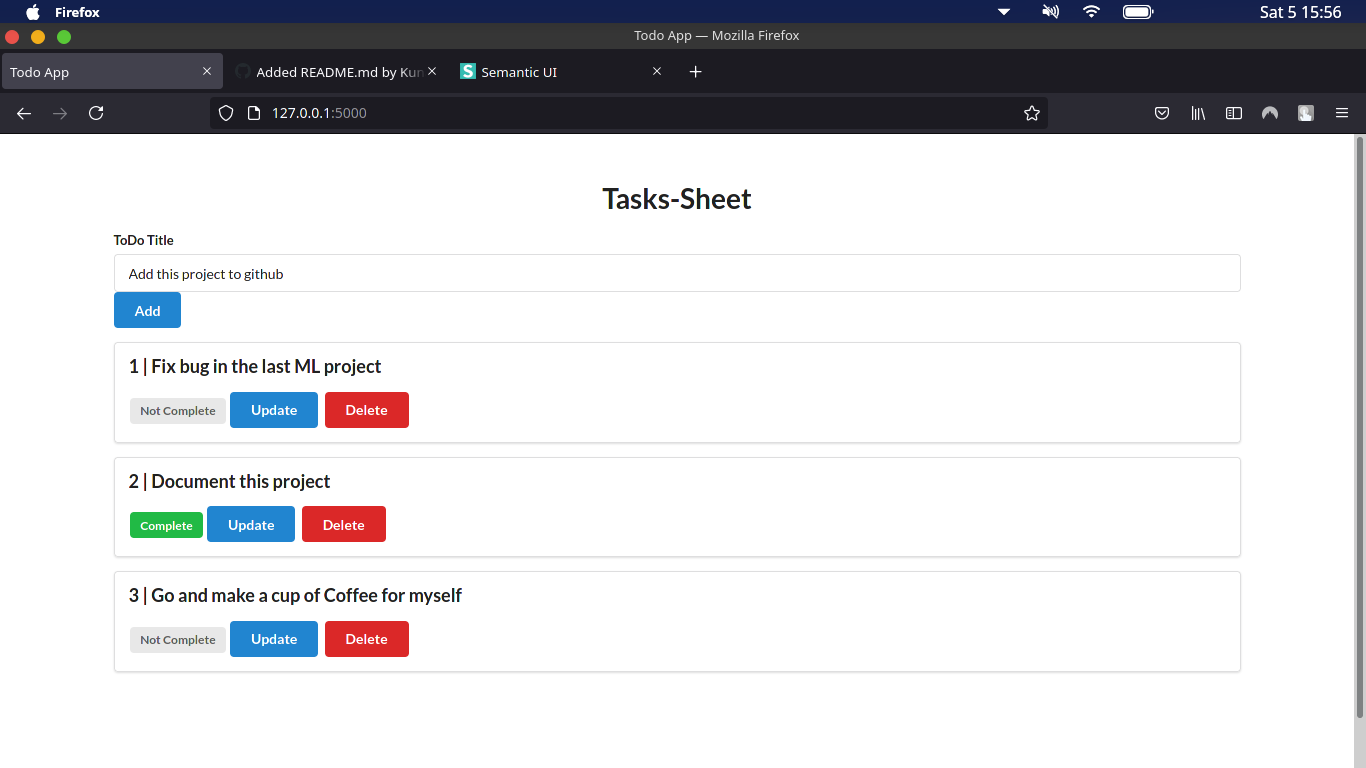 Firefox
Sat 5 15:56
Todo App — Mozilla Firefox
Todo App
Added README.md by Kun
Semantic UI
127.0.0.1:5000
Tasks-Sheet
ToDo Title
Add this project to github
Add
1 | Fix bug in the last ML project
Not Complete Update Delete
2 | Document this project
Complete Update Delete
3 | Go and make a cup of Coffee for myself
Not Complete Update Delete